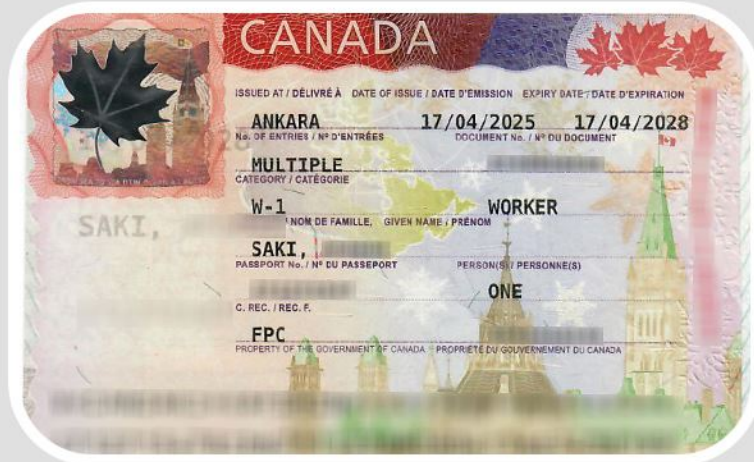 CANADA
ISSUED AT / DÉLIVRÉ À DATE OF ISSUE / DATE D'ÉMISSION EXPIRY DATE / DATE D'EXPIRATION
ANKARA 17/04/2025 17/04/2028
No. OF ENTRIES / Nº D'ENTRÉES DOCUMENT No. / Nº DU DOCUMENT
MULTIPLE
CATEGORY / CATÉGORIE
W-1 WORKER
SAKI,
/ NOM DE FAMILLE, GIVEN NAME / PRÉNOM
SAKI,
PASSPORT No. / Nº DU PASSEPORT PERSON(S) / PERSONNE(S)
ONE
C. REC. / REC. F.
FPC
PROPERTY OF THE GOVERNMENT OF CANADA - PROPRIÉTÉ DU GOUVERNEMENT DU CANADA